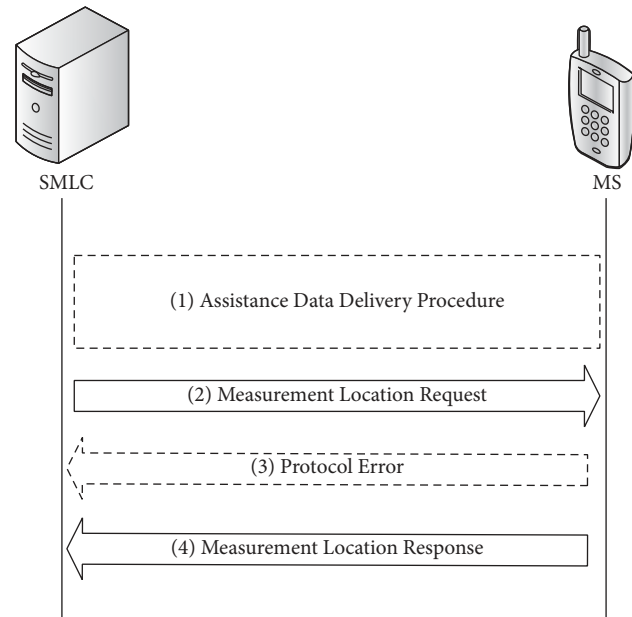 SMLC
MS
(1) Assistance Data Delivery Procedure
(2) Measurement Location Request
(3) Protocol Error
(4) Measurement Location Response